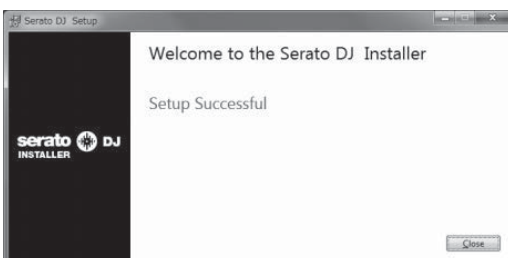 Serato DJ Setup
Welcome to the Serato DJ Installer
Setup Successful
serato DJ
INSTALLER
Close